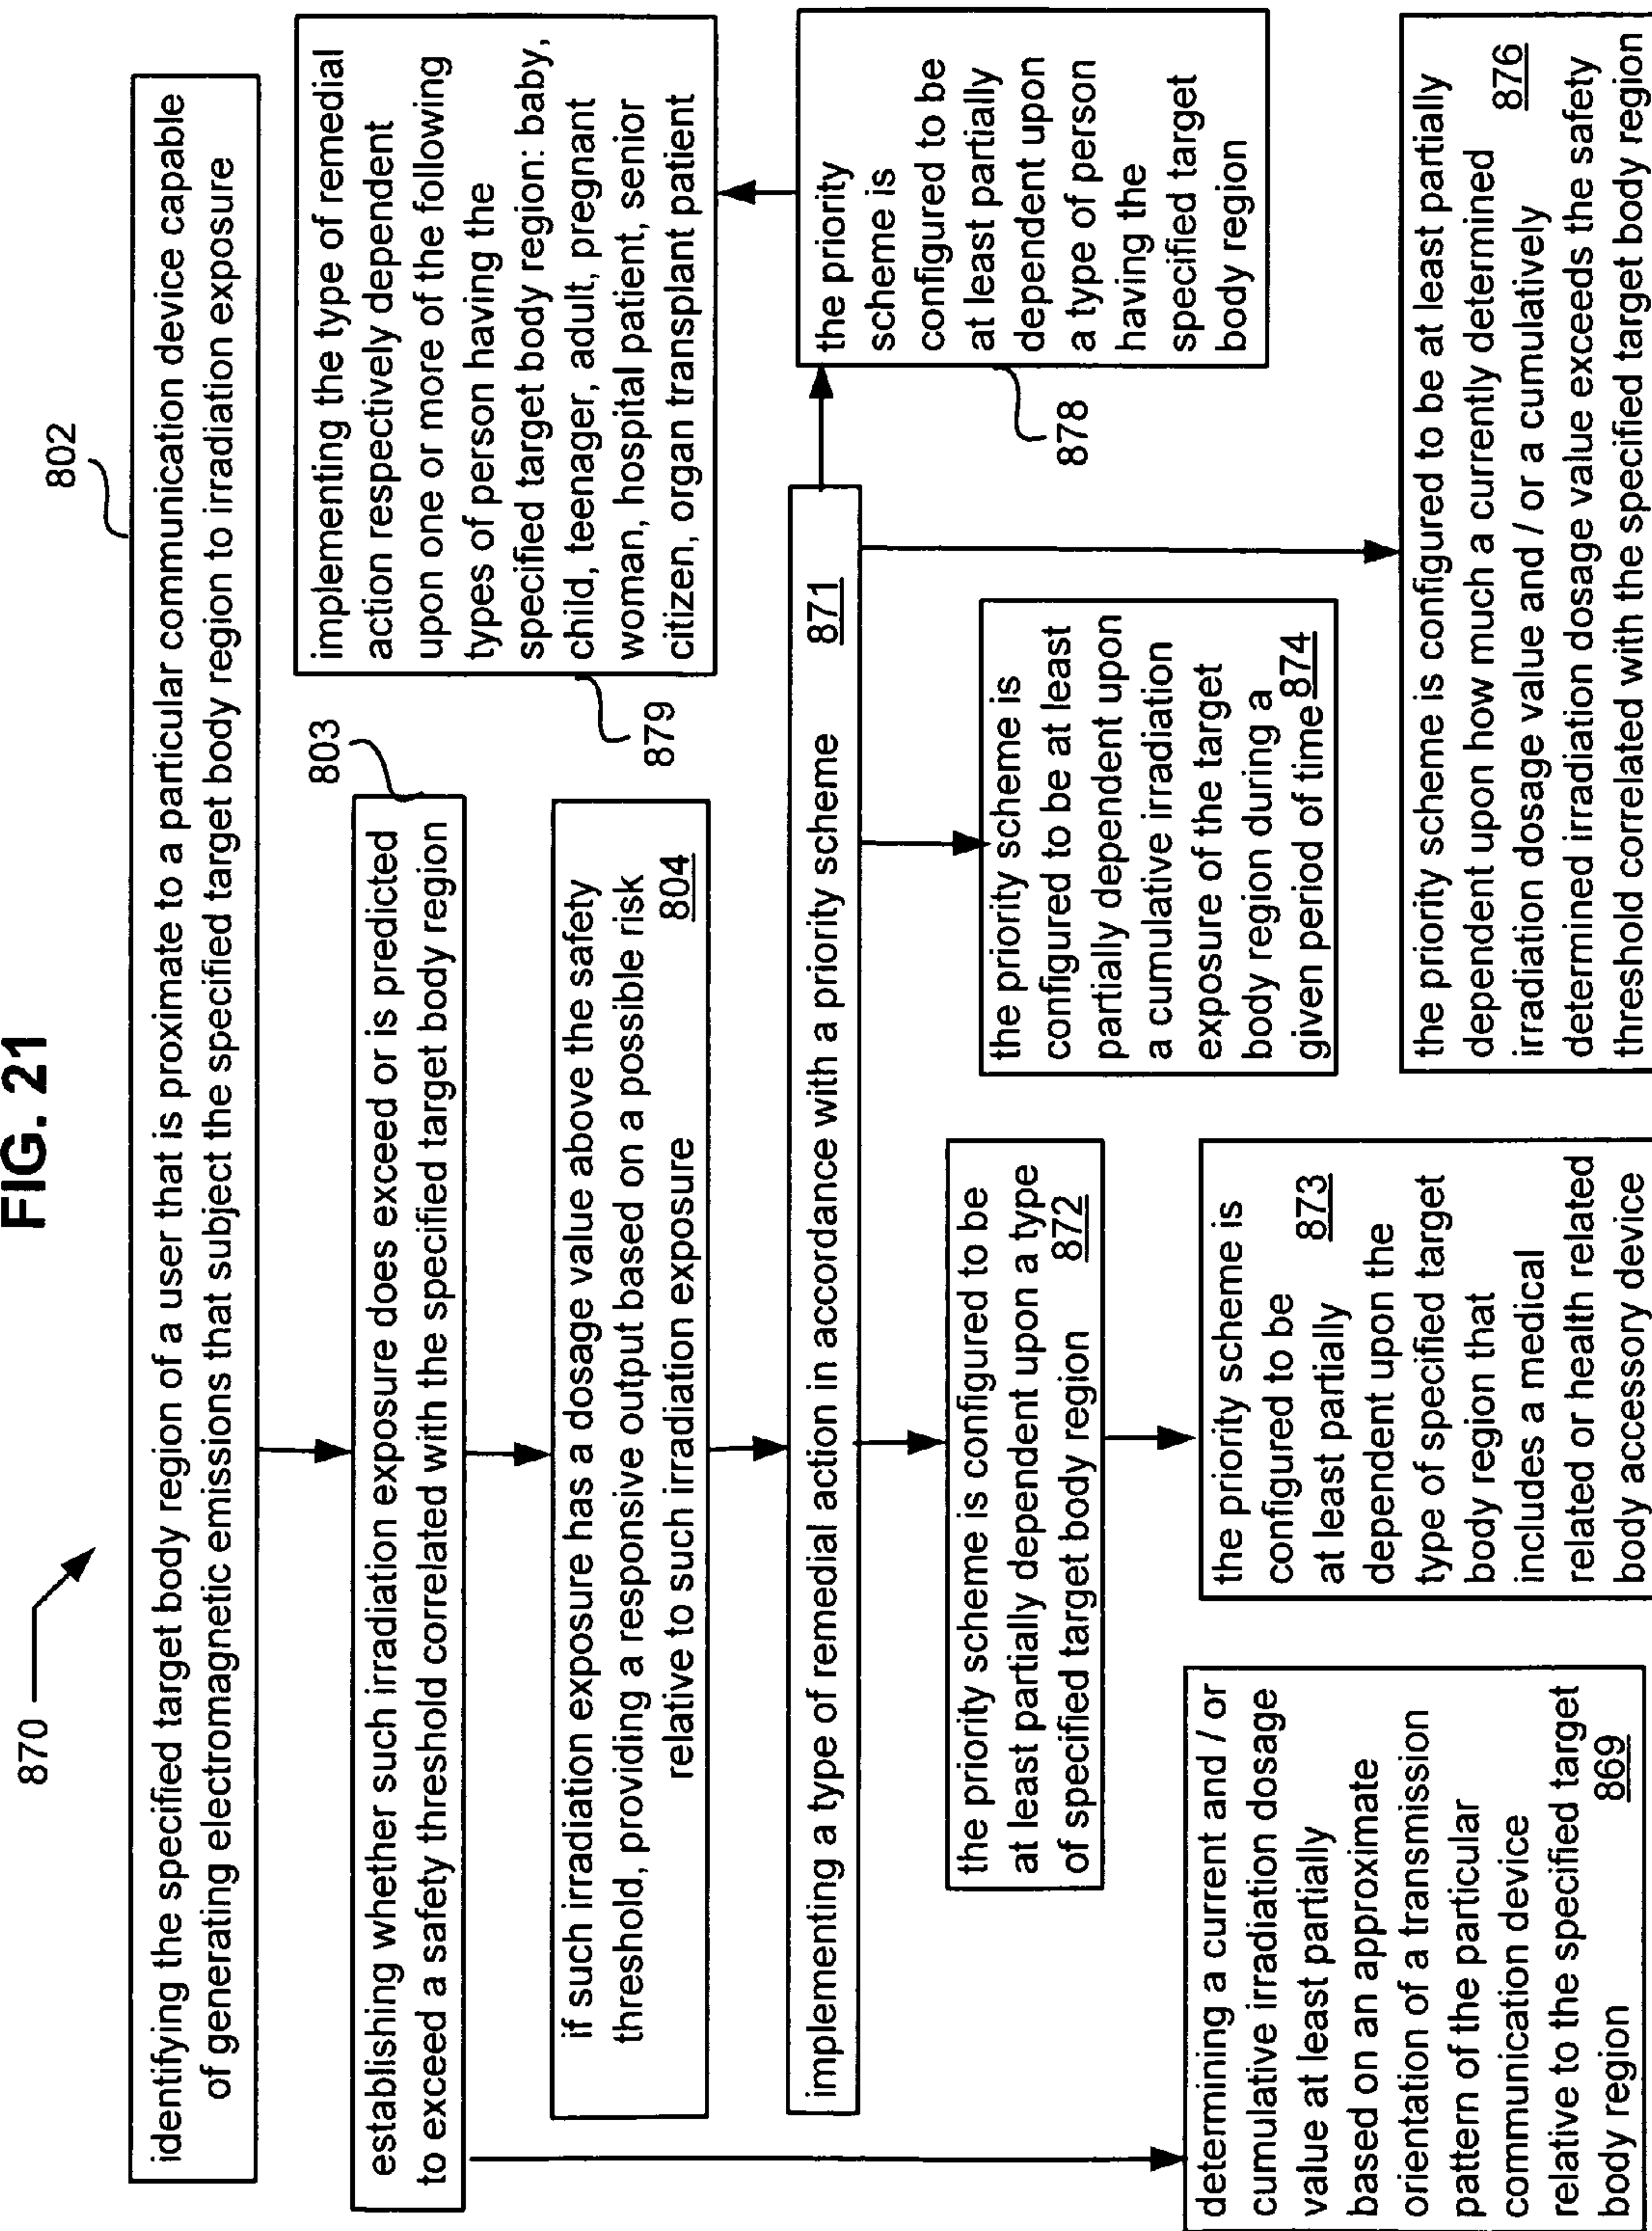 FIG. 21
870
802
identifying the specified target body region of a user that is proximate to a particular communication device capable
of generating electromagnetic emissions that subject the specified target body region to irradiation exposure
803
establishing whether such irradiation exposure does exceed or is predicted
to exceed a safety threshold correlated with the specified target body region
if such irradiation exposure has a dosage value above the safety
threshold, providing a responsive output based on a possible risk
relative to such irradiation exposure
804
implementing the type of remedial
action respectively dependent
upon one or more of the following
types of person having the
specified target body region: baby,
child, teenager, adult, pregnant
woman, hospital patient, senior
citizen, organ transplant patient
879
implementing a type of remedial action in accordance with a priority scheme 871
the priority
scheme is
configured to be
at least partially
dependent upon
a type of person
having the
specified target
body region
878
the priority scheme is configured to be
at least partially dependent upon a type
of specified target body region 872
the priority scheme is
configured to be at least
partially dependent upon
a cumulative irradiation
exposure of the target
body region during a
given period of time 874
determining a current and / or
cumulative irradiation dosage
value at least partially
based on an approximate
orientation of a transmission
pattern of the particular
communication device
relative to the specified target
body region 869
the priority scheme is
configured to be 873
at least partially
dependent upon the
type of specified target
body region that
includes a medical
related or health related
body accessory device
the priority scheme is configured to be at least partially
dependent upon how much a currently determined
irradiation dosage value and / or a cumulatively 876
determined irradiation dosage value exceeds the safety
threshold correlated with the specified target body region